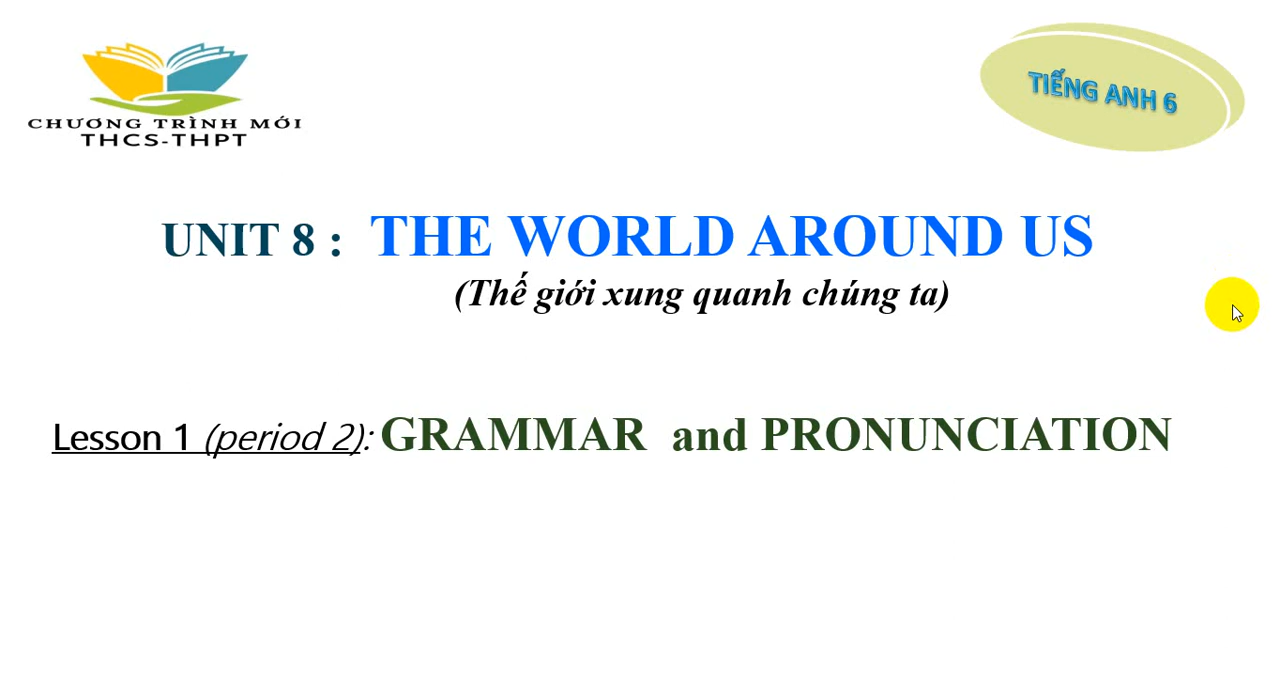 CHƯƠNG TRÌNH MỚI
THCS-THPT
TIẾNG ANH 6
UNIT 8 : THE WORLD AROUND US
(Thế giới xung quanh chúng ta)
Lesson 1 (period 2): GRAMMAR and PRONUNCIATION